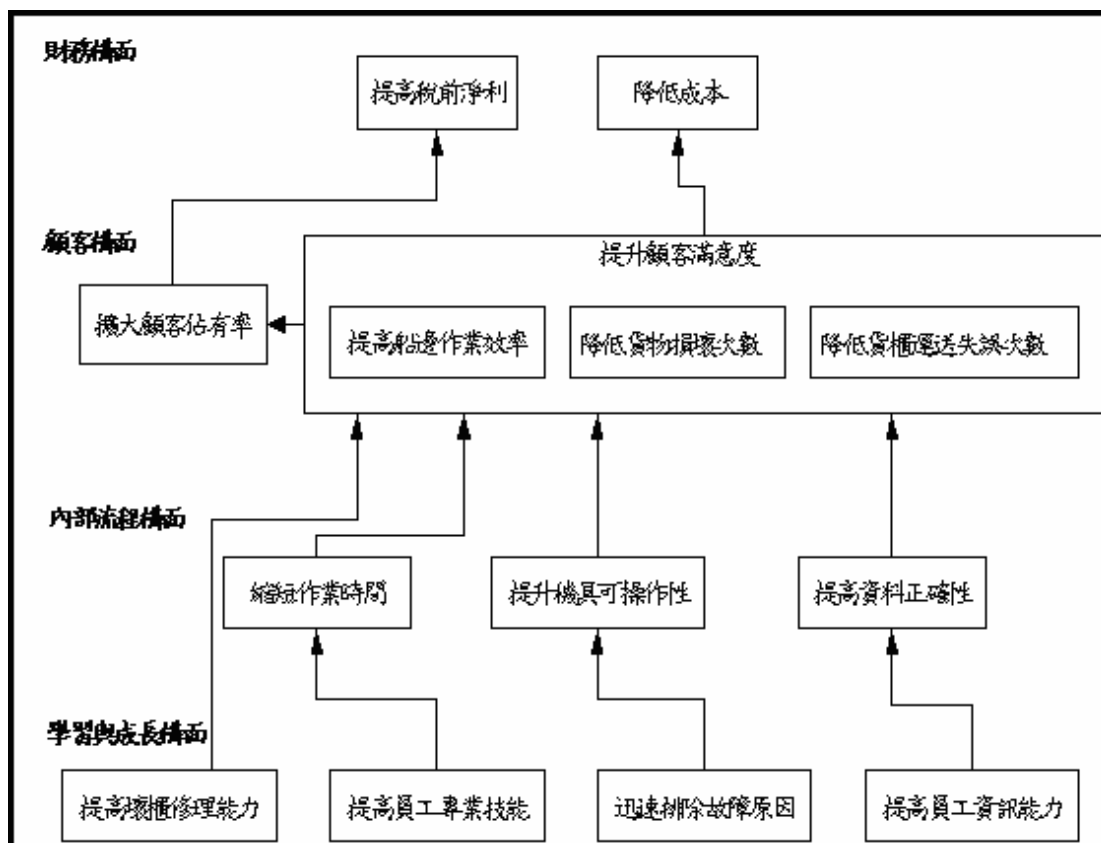 財務構面
提高稅前淨利
降低成本
顧客構面
提升顧客滿意度
擴大顧客佔有率
提高船邊作業效率
降低貨物損壞次數
降低貨櫃運送失誤次數
內部流程構面
縮短作業時間
提升機具可操作性
提高資料正確性
學習與成長構面
提高壞櫃修理能力
提高員工專業技能
迅速排除故障原因
提高員工資訊能力